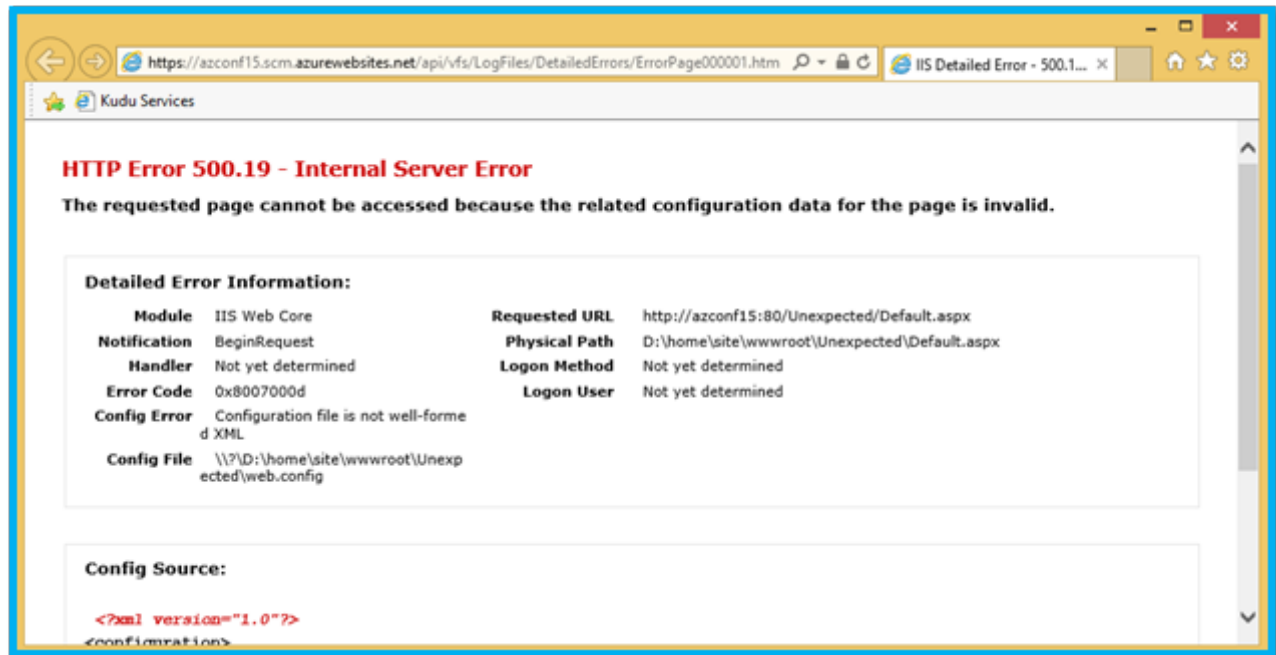 https://azconf15.scm.azurewebsites.net/api/vfs/LogFiles/DetailedErrors/ErrorPage000001.htm
IIS Detailed Error - 500.1...
Kudu Services
HTTP Error 500.19 - Internal Server Error
The requested page cannot be accessed because the related configuration data for the page is invalid.
Detailed Error Information:
Module IIS Web Core Requested URL http://azconf15:80/Unexpected/Default.aspx
Notification BeginRequest Physical Path D:\home\site\wwwroot\Unexpected\Default.aspx
Handler Not yet determined Logon Method Not yet determined
Error Code 0x8007000d Logon User Not yet determined
Config Error Configuration file is not well-forme
d XML
Config File \\?\D:\home\site\wwwroot\Unexp
ected\web.config
Config Source:
<?xml version="1.0"?>
<configuration>